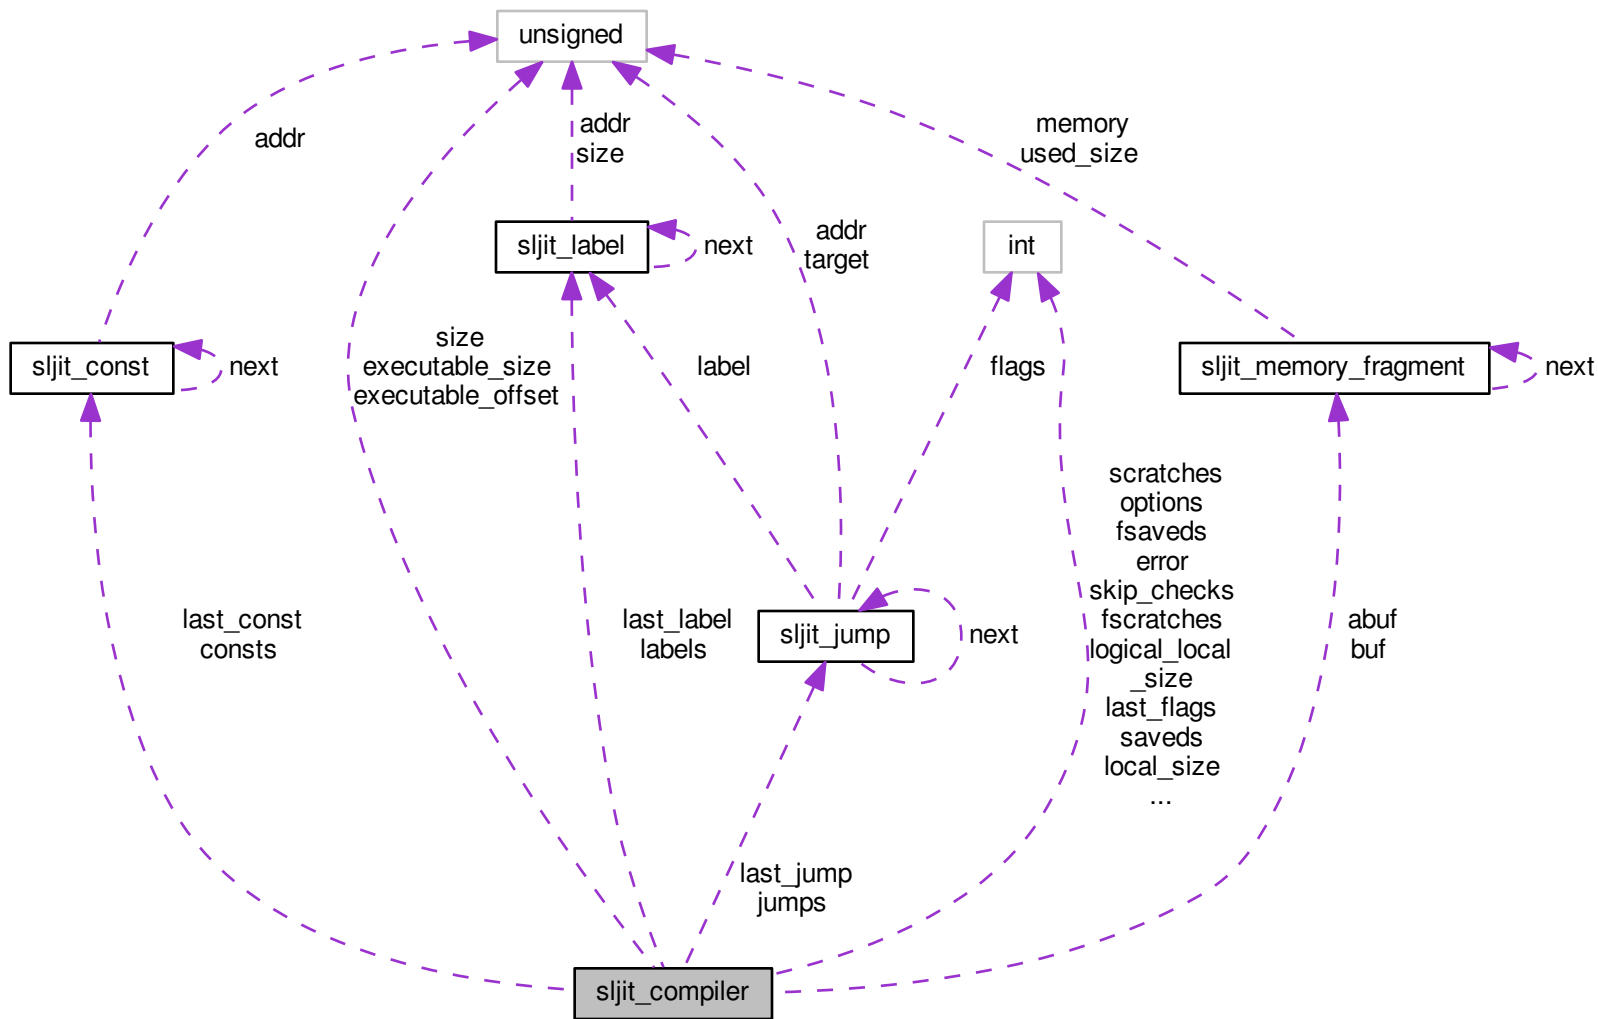 unsigned
addr
addr
size
memory
used_size
sljit_label
next
addr
target
int
sljit_const
next
size
executable_size
executable_offset
label
flags
sljit_memory_fragment
next
scratches
options
fsaveds
error
skip_checks
fscratches
logical_local
_size
last_flags
saveds
local_size
...
last_const
consts
last_label
labels
sljit_jump
next
abuf
buf
last_jump
jumps
sljit_compiler